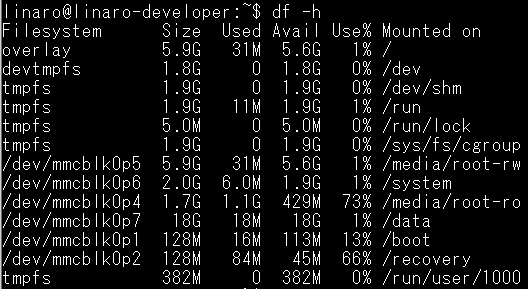 linaro@linaro-developer:~$ df -h
Filesystem Size Used Avail Use% Mounted on
overlay 5.9G 31M 5.6G 1% /
devtmpfs 1.8G 0 1.8G 0% /dev
tmpfs 1.9G 0 1.9G 0% /dev/shm
tmpfs 1.9G 11M 1.9G 1% /run
tmpfs 5.0M 0 5.0M 0% /run/lock
tmpfs 1.9G 0 1.9G 0% /sys/fs/cgroup
/dev/mmcblk0p5 5.9G 31M 5.6G 1% /media/root-rw
/dev/mmcblk0p6 2.0G 6.0M 1.9G 1% /system
/dev/mmcblk0p4 1.7G 1.1G 429M 73% /media/root-ro
/dev/mmcblk0p7 18G 18M 18G 1% /data
/dev/mmcblk0p1 128M 16M 113M 13% /boot
/dev/mmcblk0p2 128M 84M 45M 66% /recovery
tmpfs 382M 0 382M 0% /run/user/1000